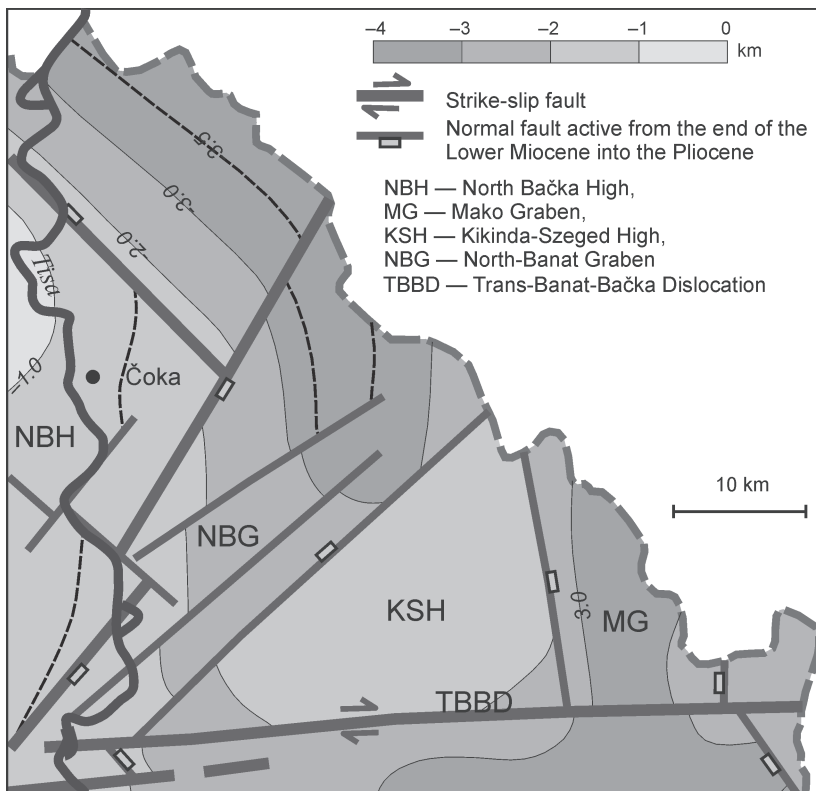 –4 –3 –2 –1 0
km
Strike-slip fault
Normal fault active from the end of the
Lower Miocene into the Pliocene
NBH — North Bačka High,
MG — Mako Graben,
KSH — Kikinda-Szeged High,
NBG — North-Banat Graben
TBBD — Trans-Banat-Bačka Dislocation
-3.5
-3.0
-2.0
Tisa
–1.0
Čoka
NBH
10 km
NBG
KSH
3.0
MG
TBBD